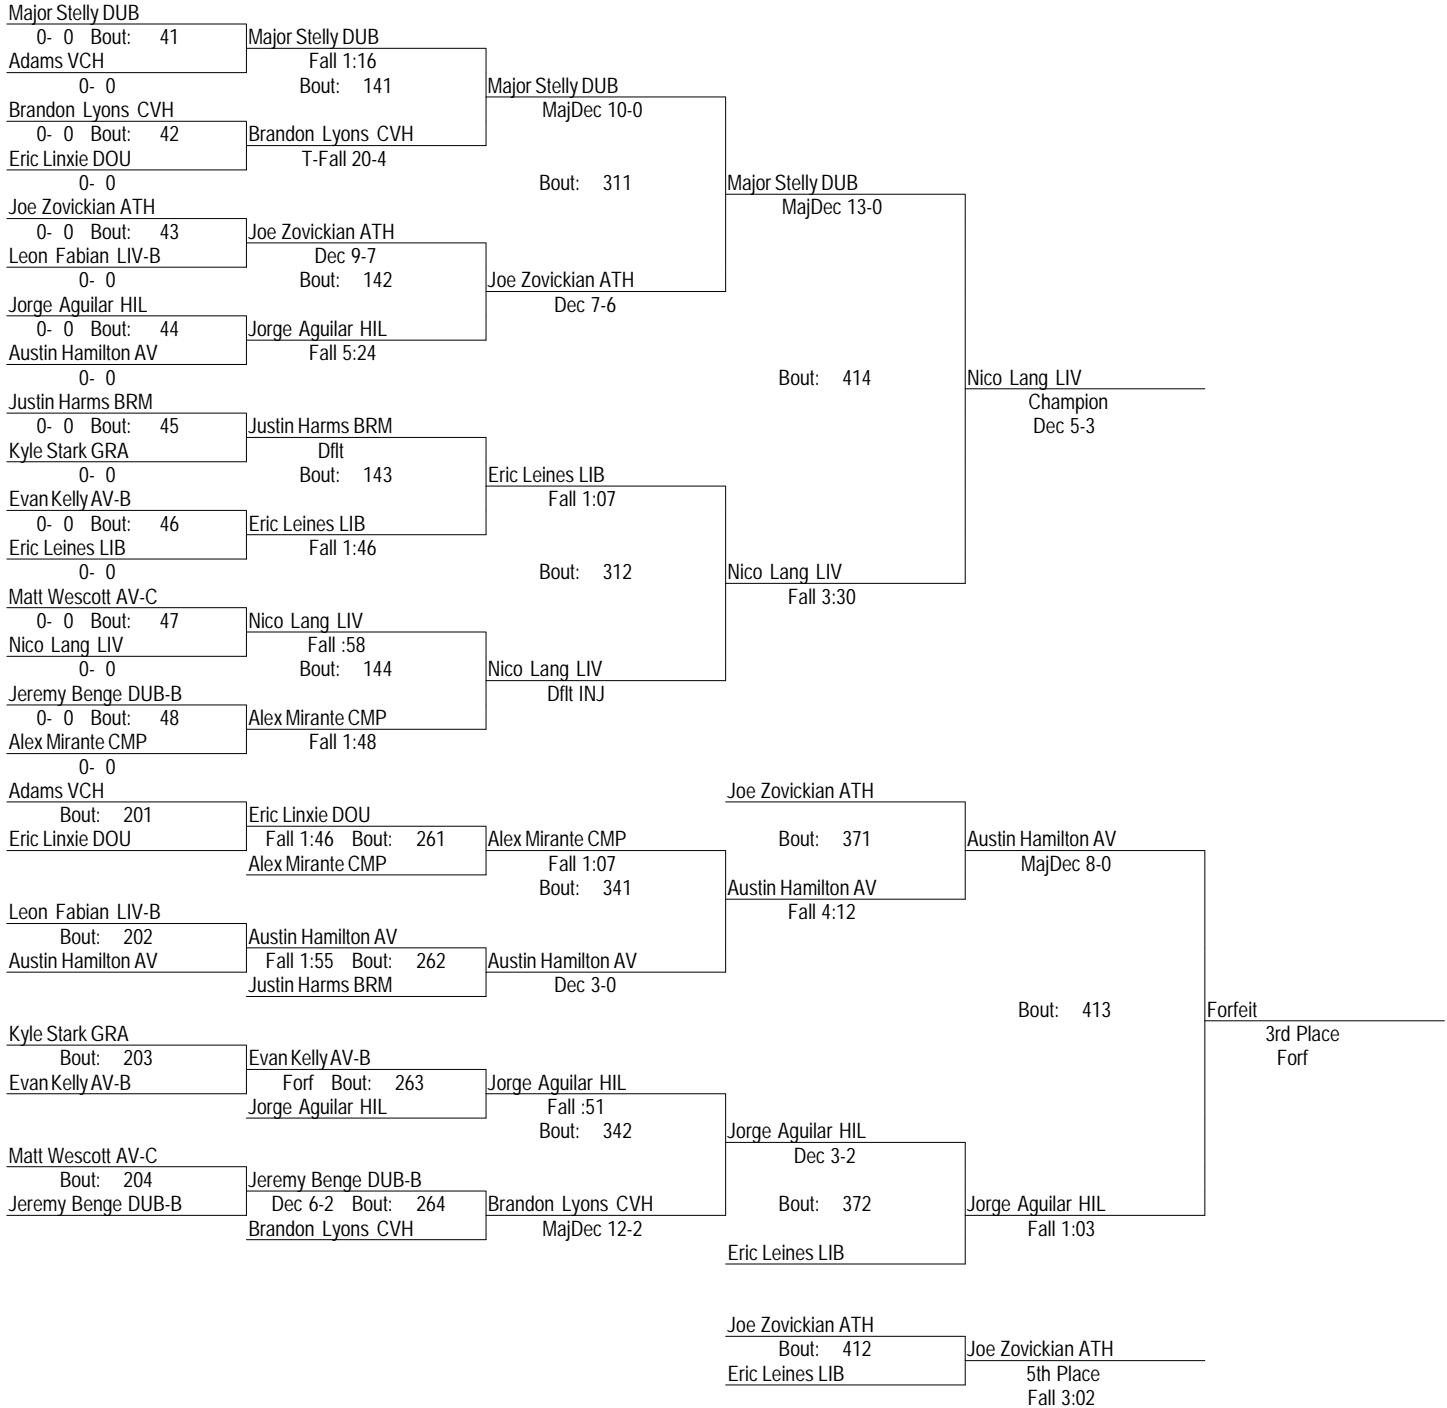 Major Stelly DUB
0- 0 Bout: 41
Major Stelly DUB
Adams VCH
Fall 1:16
0- 0
Bout: 141
Major Stelly DUB
Brandon Lyons CVH
MajDec 10-0
0- 0 Bout: 42
Brandon Lyons CVH
Eric Linxie DOU
T-Fall 20-4
0- 0
Bout: 311
Major Stelly DUB
Joe Zovickian ATH
MajDec 13-0
0- 0 Bout: 43
Joe Zovickian ATH
Leon Fabian LIV-B
Dec 9-7
0- 0
Bout: 142
Joe Zovickian ATH
Jorge Aguilar HIL
Dec 7-6
0- 0 Bout: 44
Jorge Aguilar HIL
Austin Hamilton AV
Fall 5:24
0- 0
Bout: 414
Nico Lang LIV
Justin Harms BRM
Champion
0- 0 Bout: 45
Justin Harms BRM
Dec 5-3
Kyle Stark GRA
Dflt
0- 0
Bout: 143
Eric Leines LIB
Evan Kelly AV-B
Fall 1:07
0- 0 Bout: 46
Eric Leines LIB
Eric Leines LIB
Fall 1:46
0- 0
Bout: 312
Nico Lang LIV
Matt Wescott AV-C
Fall 3:30
0- 0 Bout: 47
Nico Lang LIV
Nico Lang LIV
Fall :58
0- 0
Bout: 144
Nico Lang LIV
Jeremy Benge DUB-B
Dflt INJ
0- 0 Bout: 48
Alex Mirante CMP
Alex Mirante CMP
Fall 1:48
0- 0
Adams VCH
Joe Zovickian ATH
Bout: 201
Eric Linxie DOU
Eric Linxie DOU
Fall 1:46 Bout: 261
Alex Mirante CMP
Bout: 371
Austin Hamilton AV
Alex Mirante CMP
Fall 1:07
MajDec 8-0
Bout: 341
Austin Hamilton AV
Leon Fabian LIV-B
Fall 4:12
Bout: 202
Austin Hamilton AV
Austin Hamilton AV
Fall 1:55 Bout: 262
Austin Hamilton AV
Justin Harms BRM
Dec 3-0
Bout: 413
Forfeit
Kyle Stark GRA
3rd Place
Bout: 203
Evan Kelly AV-B
Forf
Evan Kelly AV-B
Forf Bout: 263
Jorge Aguilar HIL
Jorge Aguilar HIL
Fall :51
Bout: 342
Jorge Aguilar HIL
Matt Wescott AV-C
Dec 3-2
Bout: 204
Jeremy Benge DUB-B
Jeremy Benge DUB-B
Dec 6-2 Bout: 264
Brandon Lyons CVH
Bout: 372
Jorge Aguilar HIL
Brandon Lyons CVH
MajDec 12-2
Fall 1:03
Eric Leines LIB
Joe Zovickian ATH
Bout: 412
Joe Zovickian ATH
Eric Leines LIB
5th Place
Fall 3:02